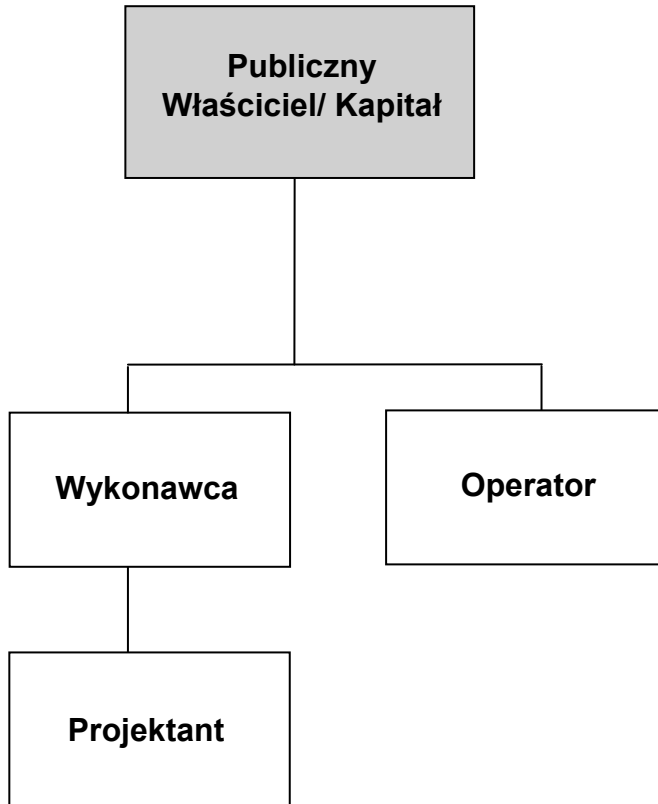 Publiczny
Właściciel/ Kapitał
Wykonawca
Operator
Projektant